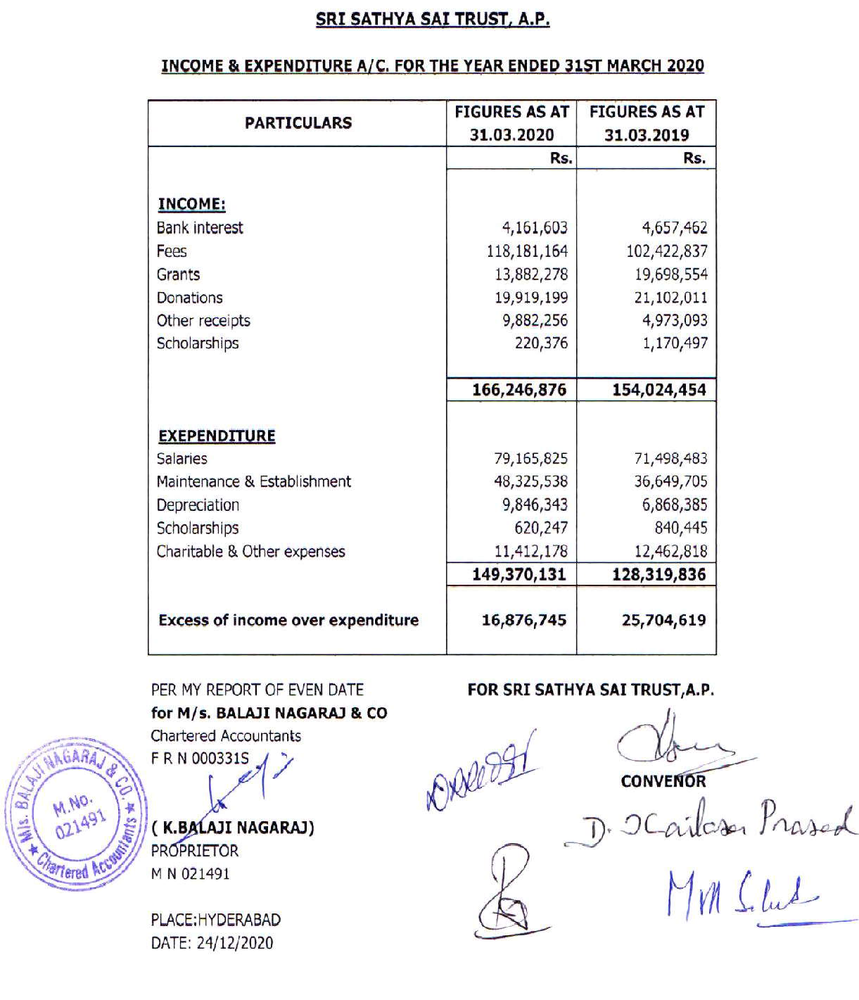 SRI SATHYA SAI TRUST, A.P.
INCOME & EXPENDITURE A/C. FOR THE YEAR ENDED 31ST MARCH 2020
PARTICULARS FIGURES AS AT 31.03.2020 FIGURES AS AT 31.03.2019
Rs. Rs.
INCOME:
Bank interest 4,161,603 4,657,462
Fees 118,181,164 102,422,837
Grants 13,882,278 19,698,554
Donations 19,919,199 21,102,011
Other receipts 9,882,256 4,973,093
Scholarships 220,376 1,170,497
166,246,876 154,024,454
EXEPENDITURE
Salaries 79,165,825 71,498,483
Maintenance & Establishment 48,325,538 36,649,705
Depreciation 9,846,343 6,868,385
Scholarships 620,247 840,445
Charitable & Other expenses 11,412,178 12,462,818
149,370,131 128,319,836
Excess of income over expenditure 16,876,745 25,704,619
PER MY REPORT OF EVEN DATE FOR SRI SATHYA SAI TRUST,A.P.
for M/s. BALAJI NAGARAJ & CO
Chartered Accountants
F R N 000331S
CONVENOR
M/s. BALAJI NAGARAJ & CO. ★ Chartered Accountants ★
M.No.
021491
( K.BALAJI NAGARAJ)
D. Kailasa Prasad
PROPRIETOR
M N 021491
PLACE:HYDERABAD
DATE: 24/12/2020